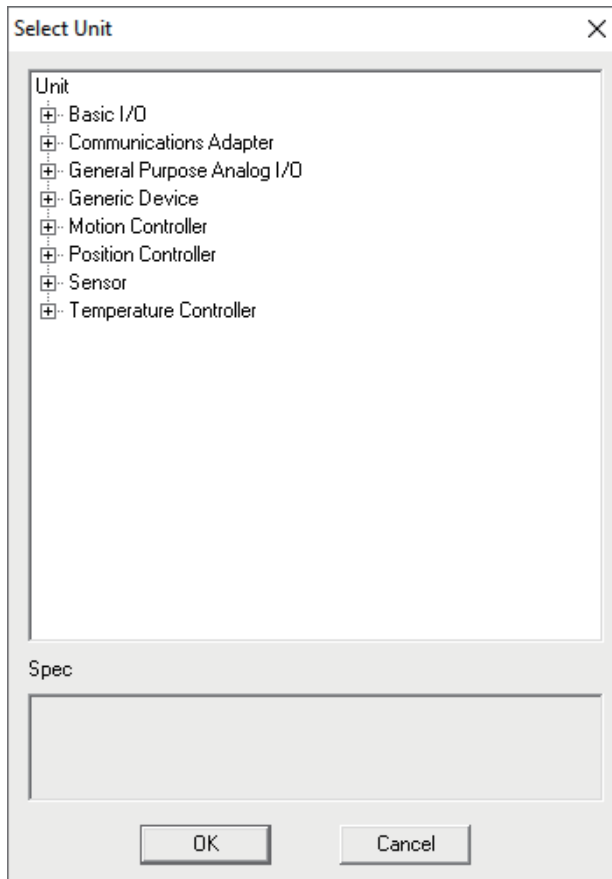 Select Unit
Unit
Basic I/O
Communications Adapter
General Purpose Analog I/O
Generic Device
Motion Controller
Position Controller
Sensor
Temperature Controller
Spec
OK
Cancel